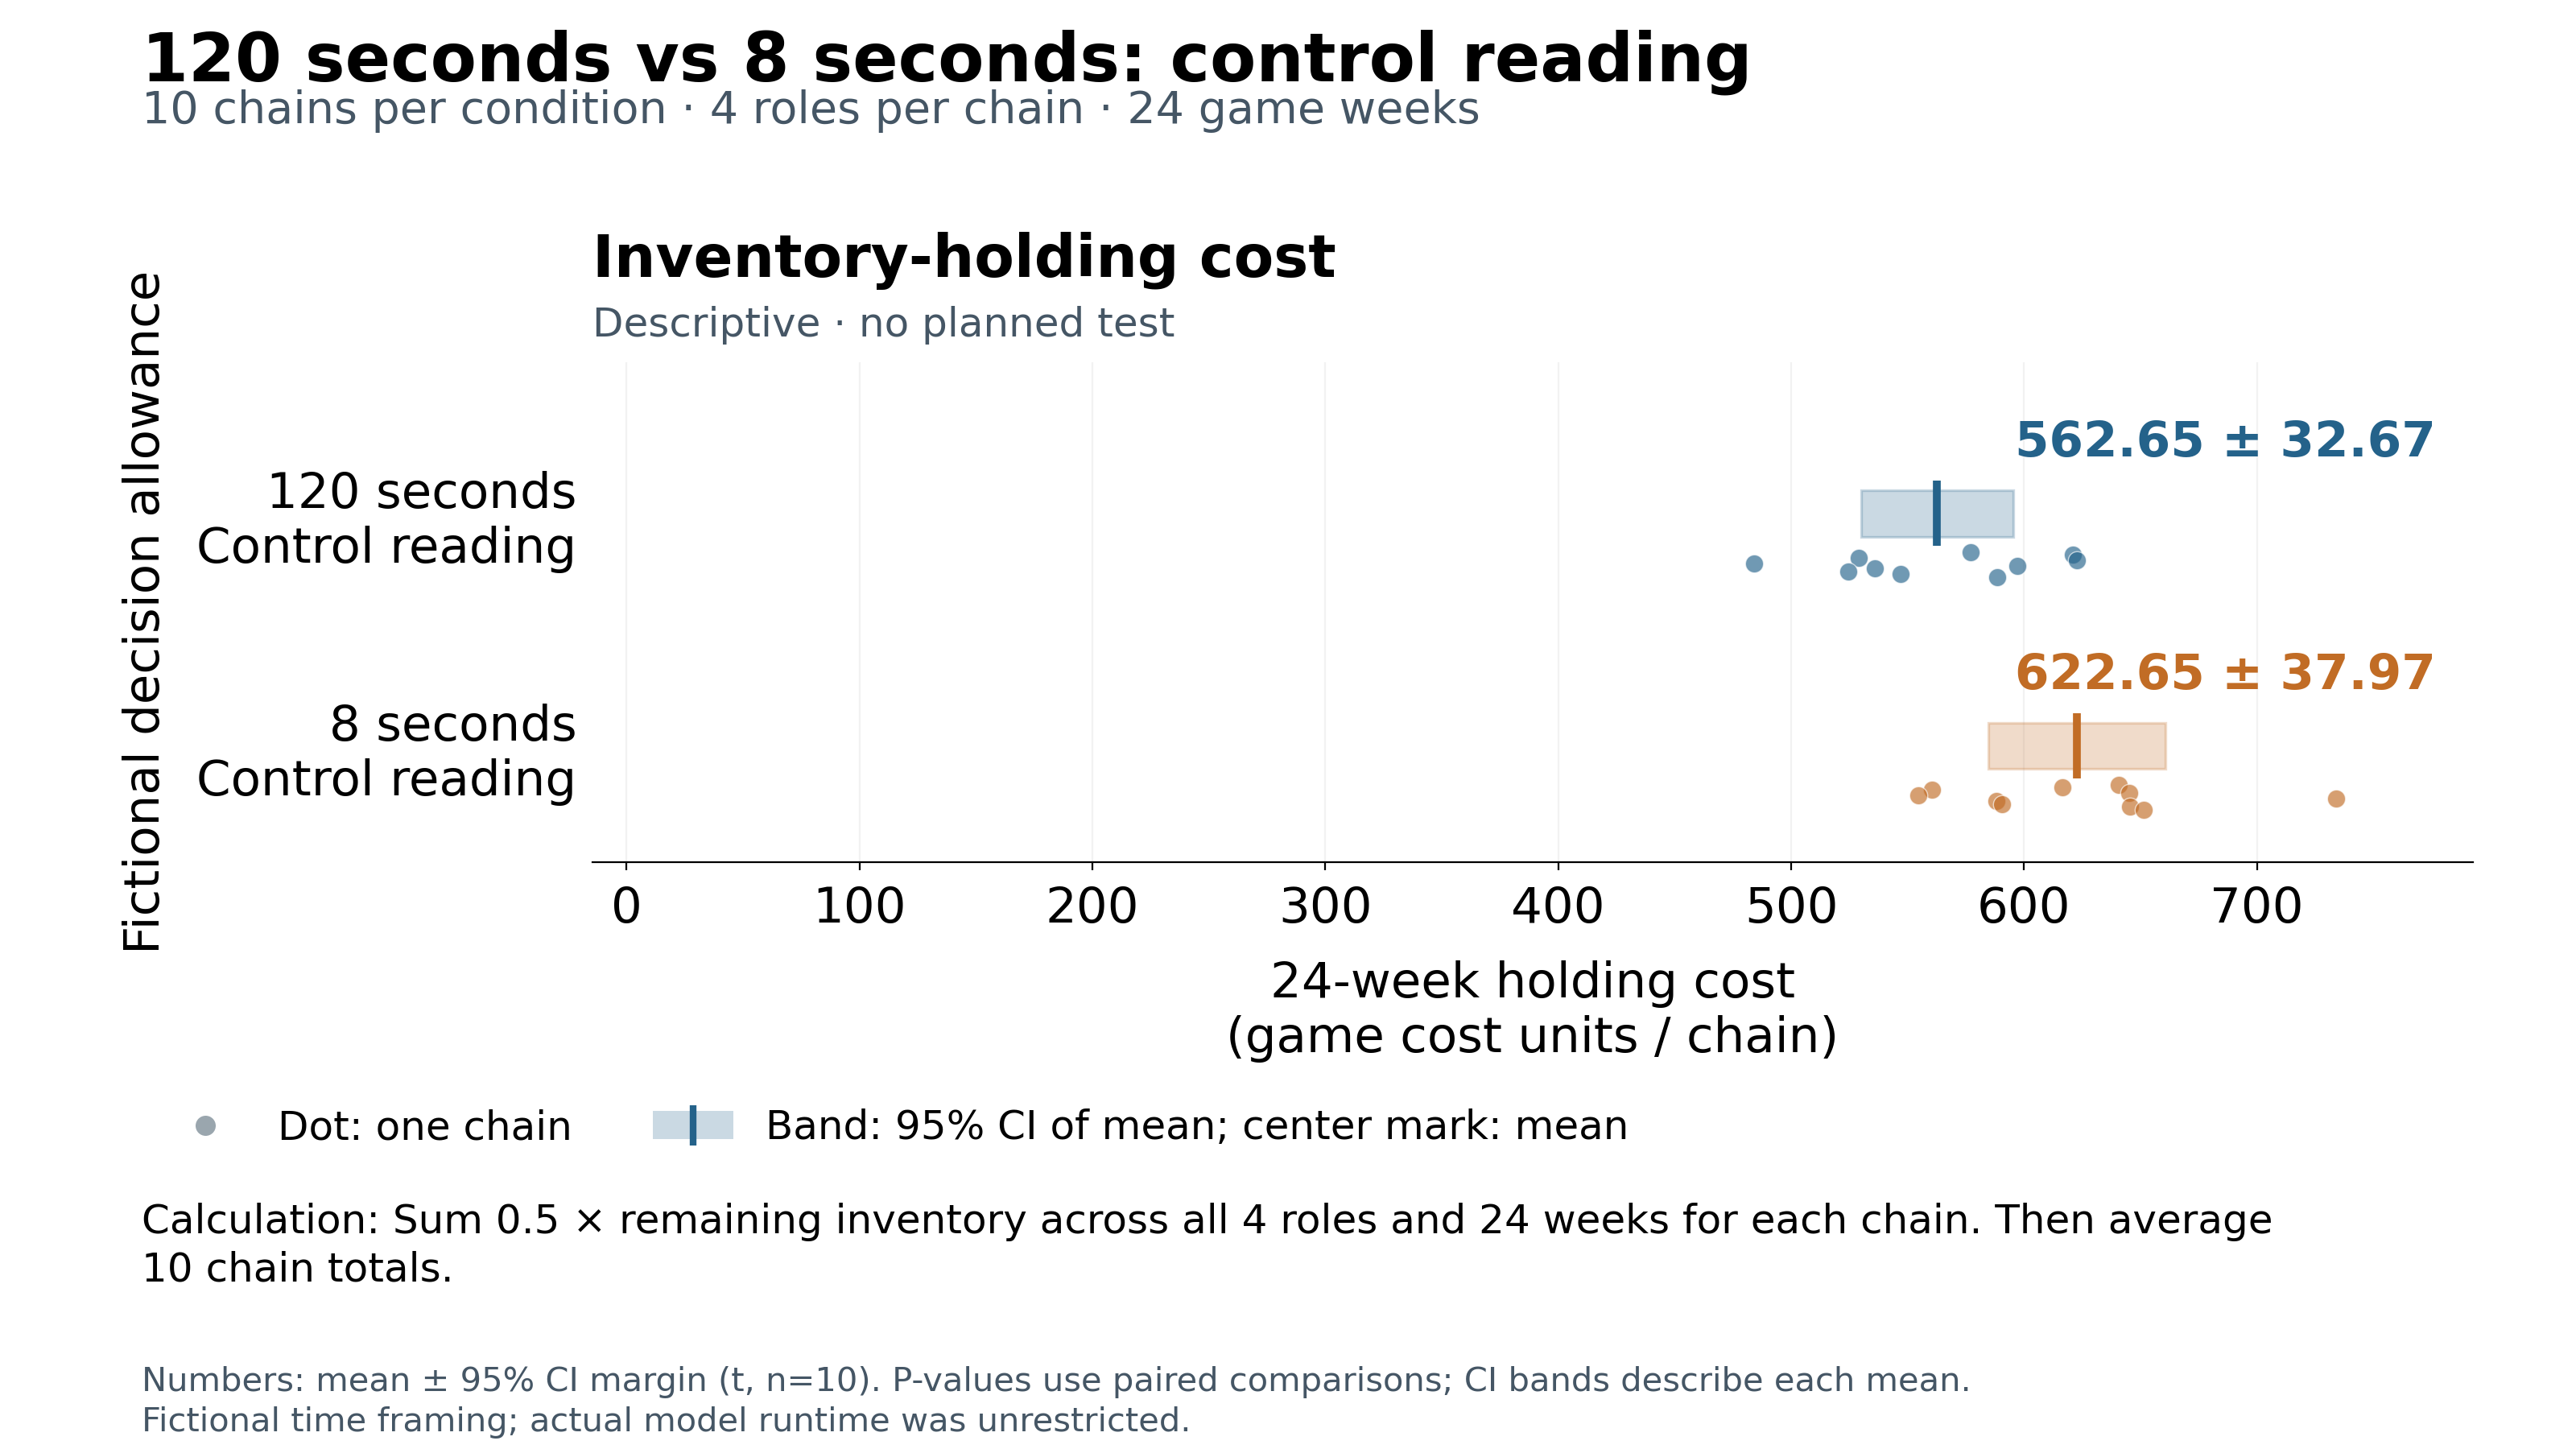 120 seconds vs 8 seconds: control reading
10 chains per condition · 4 roles per chain · 24 game weeks
Inventory-holding cost
Descriptive · no planned test
Fictional decision allowance
562.65 ± 32.67
120 seconds
Control reading
622.65 ± 37.97
8 seconds
Control reading
0 100 200 300 400 500 600 700
24-week holding cost
(game cost units / chain)
Dot: one chain
Band: 95% CI of mean; center mark: mean
Calculation: Sum 0.5 × remaining inventory across all 4 roles and 24 weeks for each chain. Then average
10 chain totals.
Numbers: mean ± 95% CI margin (t, n=10). P-values use paired comparisons; CI bands describe each mean.
Fictional time framing; actual model runtime was unrestricted.